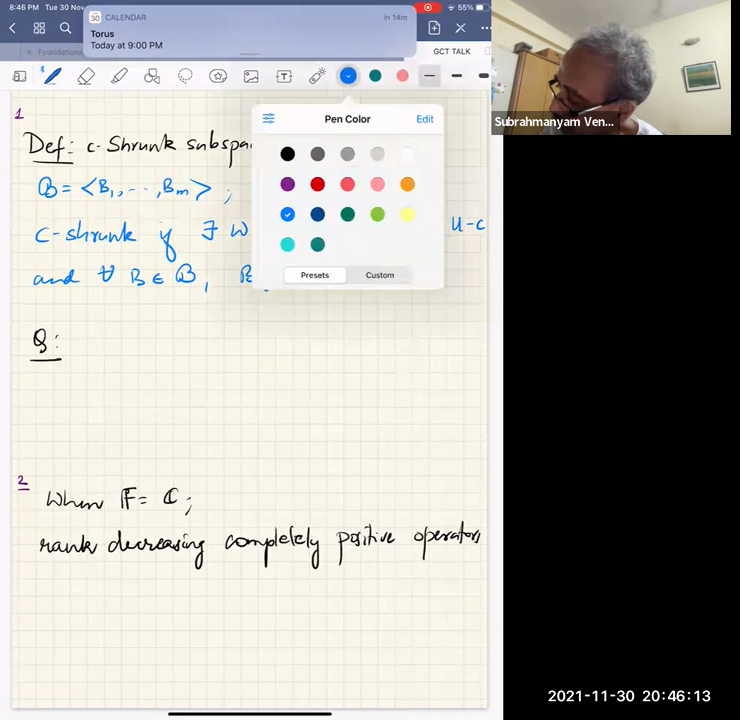 8:46 PM Tue 30 Nov
55%
CALENDAR
in 14m
30
Torus
Today at 9:00 PM
Foundations
GCT TALK
Subrahmanyam Ven...
Pen Color
Edit
Presets
Custom
1
Def: c-Shrunk subspa
B = <B1, --, Bm> ;
C-shrunk if ∃ W
U-c
and ∀ B ∈ B, B
Q:
2
When F = C;
rank decreasing completely positive operators
2021-11-30 20:46:13